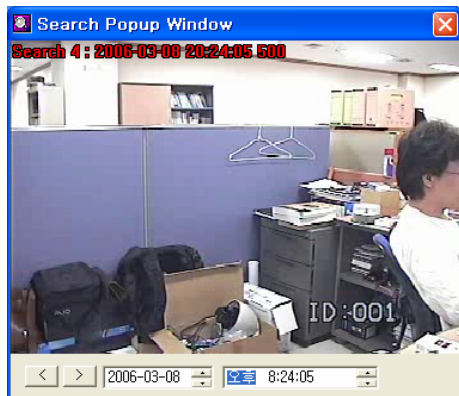 Search Popup Window
Search 4 : 2006-03-08 20:24:05 500
ID:001
< > 2006-03-08 오후 8:24:05